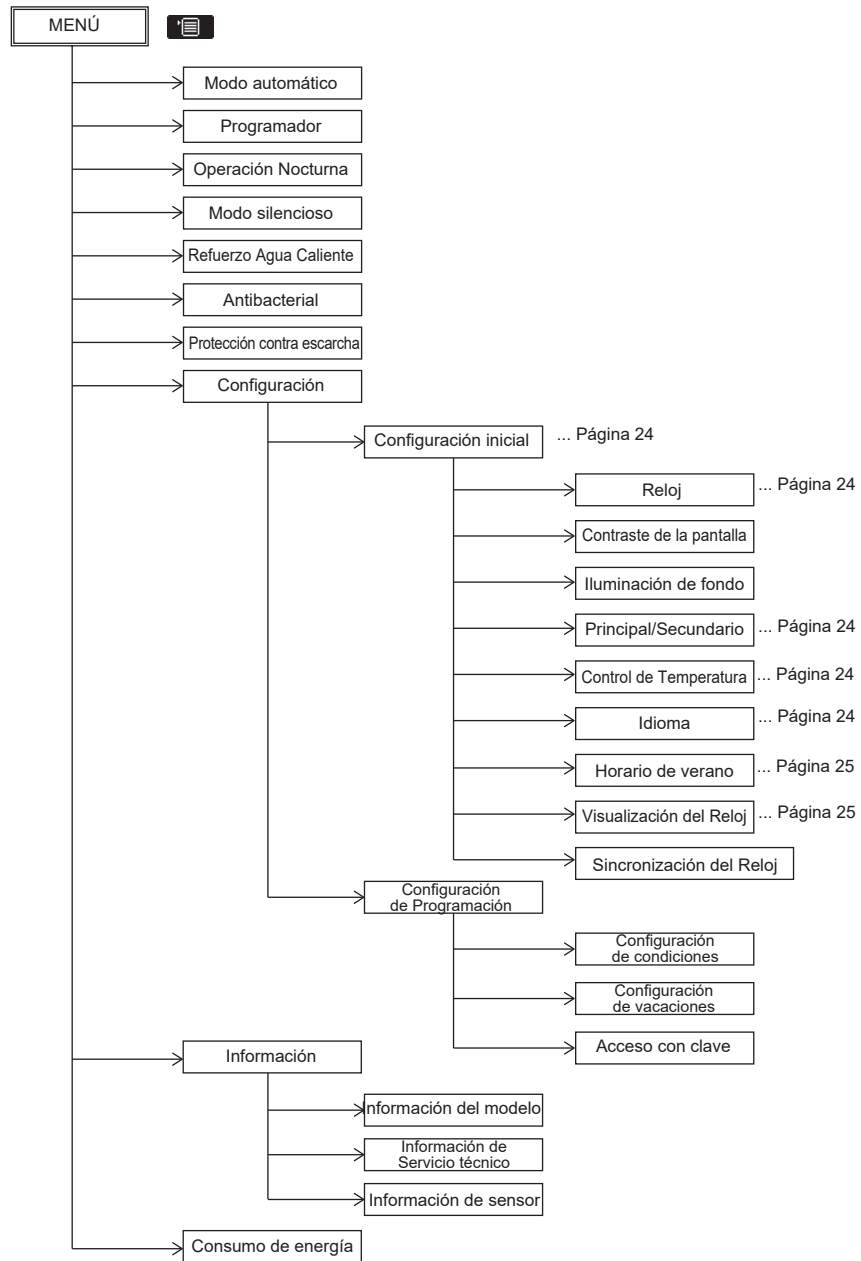 MENÚ
Modo automático
Programador
Operación Nocturna
Modo silencioso
Refuerzo Agua Caliente
Antibacterial
Protección contra escarcha
Configuración
Configuración inicial ... Página 24
Reloj ... Página 24
Contraste de la pantalla
Iluminación de fondo
Principal/Secundario ... Página 24
Control de Temperatura ... Página 24
Idioma ... Página 24
Horario de verano ... Página 25
Visualización del Reloj ... Página 25
Sincronización del Reloj
Configuración
de Programación
Configuración
de condiciones
Configuración
de vacaciones
Acceso con clave
Información
Información del modelo
Información de
Servicio técnico
Información de sensor
Consumo de energía